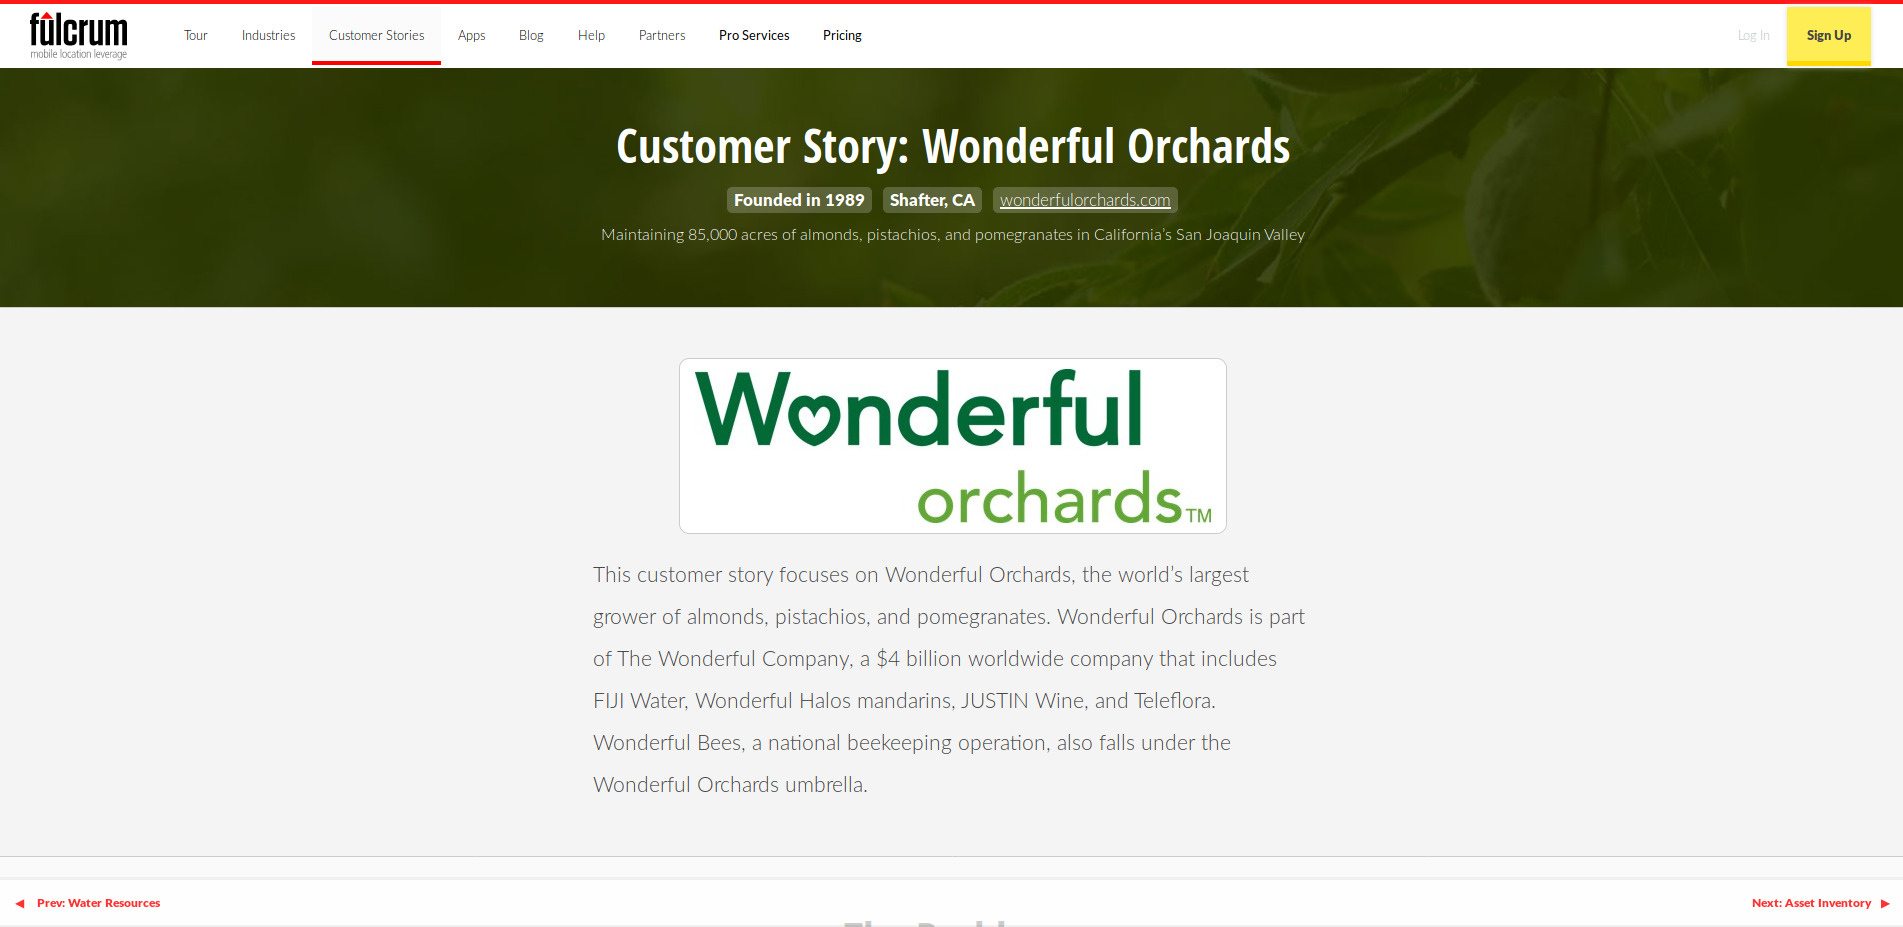 fulcrum
mobile location leverage
Tour Industries Customer Stories Apps Blog Help Partners Pro Services Pricing Log In Sign Up
Customer Story: Wonderful Orchards
Founded in 1989 Shafter, CA wonderfulorchards.com
Maintaining 85,000 acres of almonds, pistachios, and pomegranates in California's San Joaquin Valley
Wonderful
orchards™
This customer story focuses on Wonderful Orchards, the world's largest
grower of almonds, pistachios, and pomegranates. Wonderful Orchards is part
of The Wonderful Company, a $4 billion worldwide company that includes
FIJI Water, Wonderful Halos mandarins, JUSTIN Wine, and Teleflora.
Wonderful Bees, a national beekeeping operation, also falls under the
Wonderful Orchards umbrella.
◀ Prev: Water Resources Next: Asset Inventory ▶